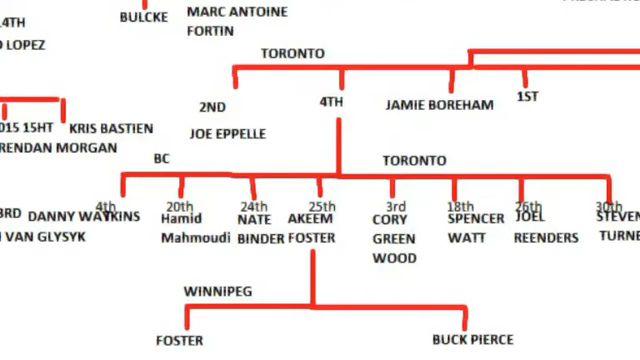 14TH
BULCKE
MARC ANTOINE
FORTIN
LOPEZ
TORONTO
2ND
4TH
JAMIE BOREHAM
1ST
015 15HT
KRIS BASTIEN
JOE EPPELLE
RENDAN MORGAN
BC
TORONTO
4th
20th
24th
25th
3rd
18th
26th
30th
3RD
DANNY WATKINS
Hamid
Mahmoudi
NATE
BINDER
AKEEM
FOSTER
CORY
GREEN
WOOD
SPENCER
WATT
JOEL
REENDERS
STEVEN
TURNE
VAN GLYSYK
WINNIPEG
FOSTER
BUCK PIERCE